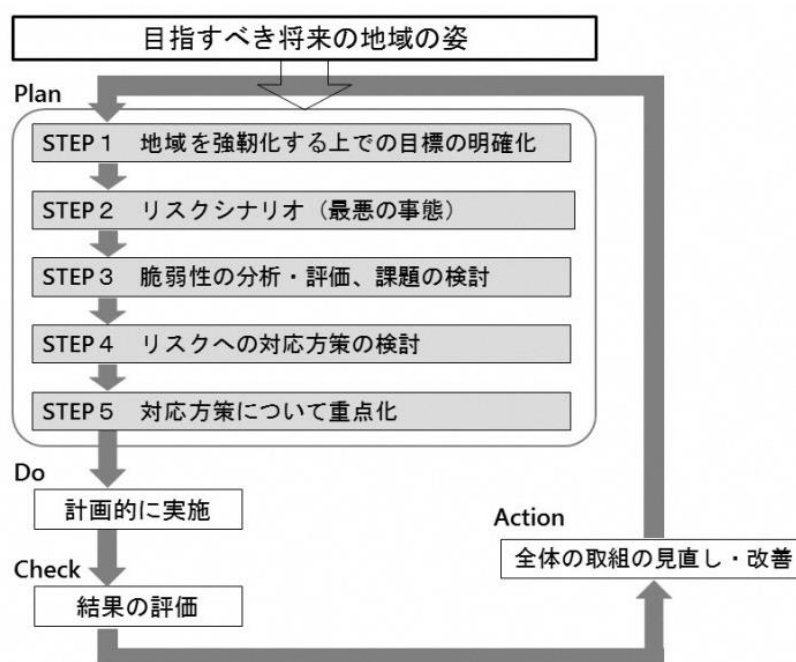 目指すべき将来の地域の姿
Plan
STEP 1 地域を強靭化する上での目標の明確化
STEP 2 リスクシナリオ(最悪の事態)
STEP 3 脆弱性の分析・評価、課題の検討
STEP 4 リスクへの対応方策の検討
STEP 5 対応方策について重点化
Do
計画的に実施
Check
結果の評価
Action
全体の取組の見直し・改善